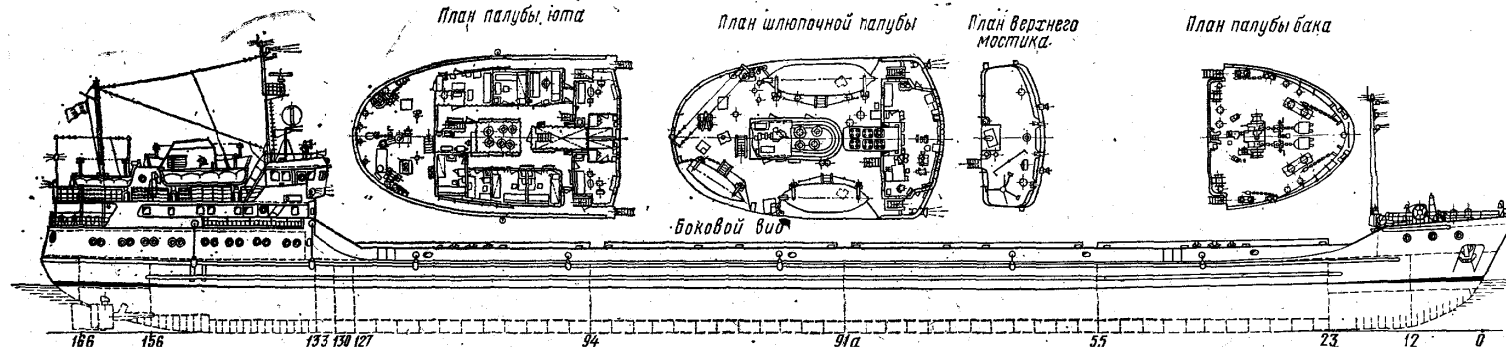 План палубы юта
План шлюпочной палубы
План верхнего
мостика.
План палубы бака
Боковой вид
166 156 133 130 127 94 91а 55 23 12 0